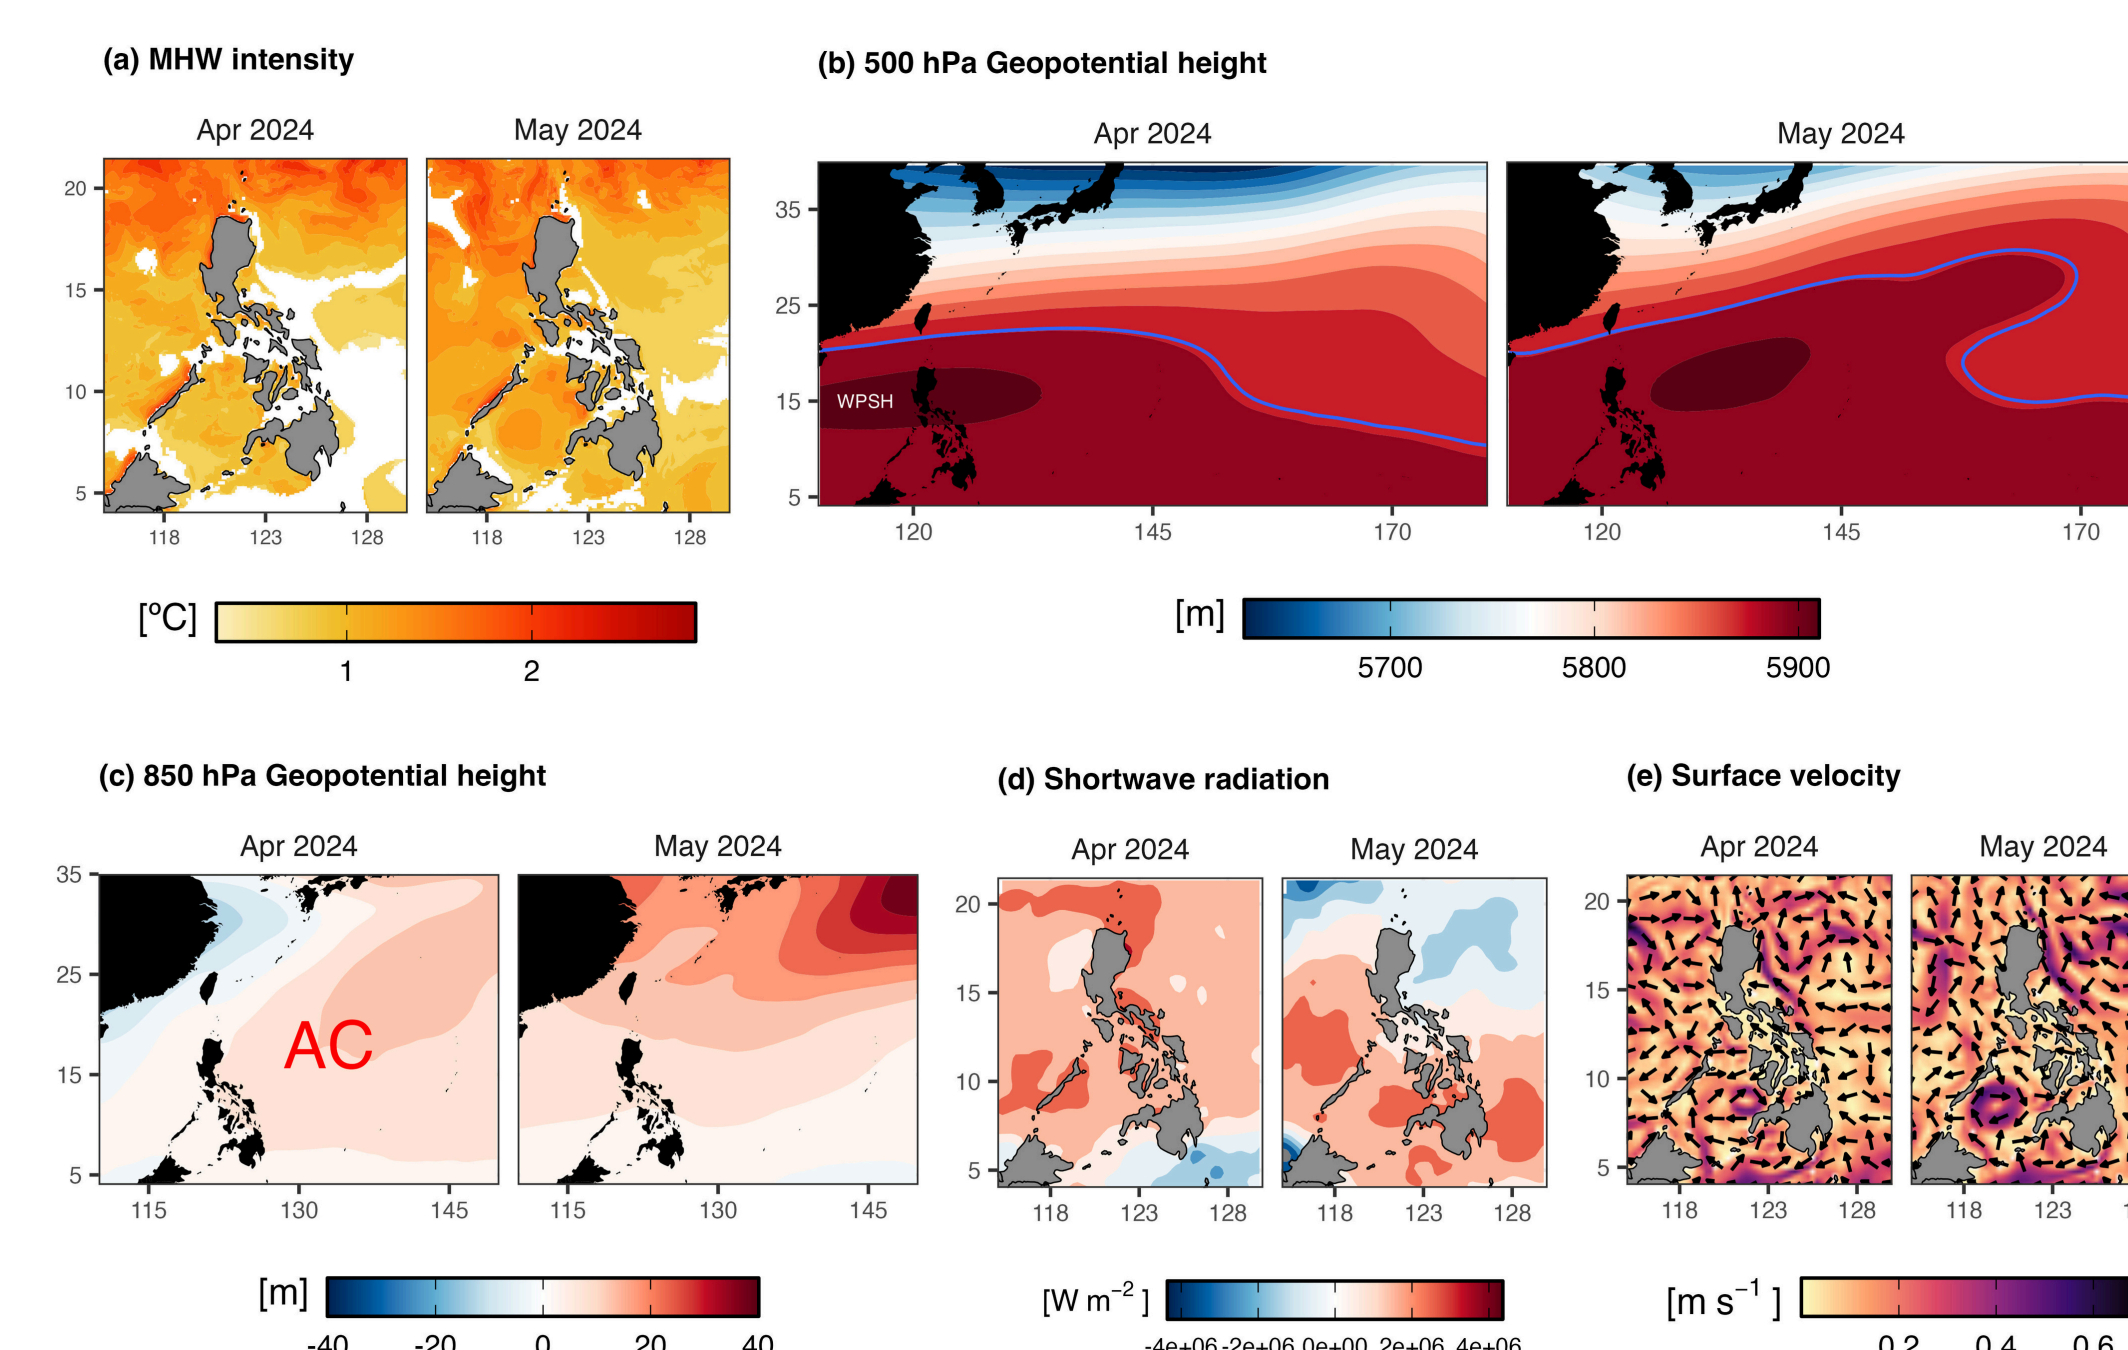 (a) MHW intensity
(b) 500 hPa Geopotential height
Apr 2024
May 2024
Apr 2024
May 2024
20
15
10
5
118
123
128
118
123
128
35
25
15
5
WPSH
120
145
170
120
145
170
[ºC]
1
2
[m]
5700
5800
5900
(c) 850 hPa Geopotential height
(d) Shortwave radiation
(e) Surface velocity
Apr 2024
May 2024
Apr 2024
May 2024
Apr 2024
May 2024
35
25
15
5
AC
115
130
145
115
130
145
20
15
10
5
118
123
128
118
123
128
20
15
10
5
118
123
128
118
123
[m]
-40
-20
0
20
40
[W m−2 ]
-4e+06
-2e+06
0e+00
2e+06
4e+06
[m s−1 ]
0.2
0.4
0.6